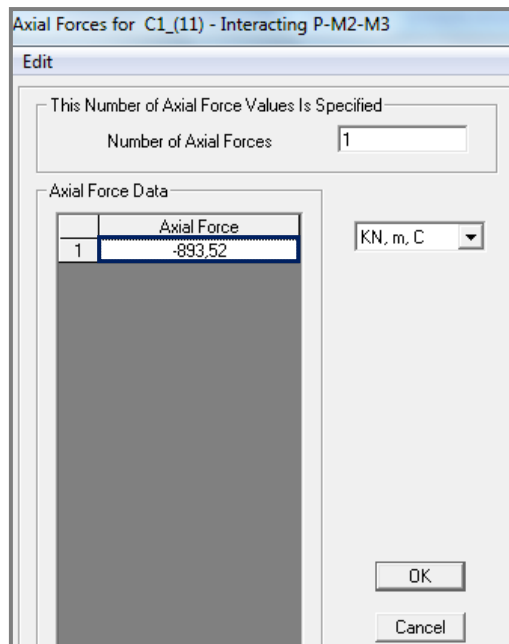 Axial Forces for C1_(11) - Interacting P-M2-M3
Edit
This Number of Axial Force Values Is Specified
Number of Axial Forces 1
Axial Force Data
Axial Force
1 -893,52
KN, m, C
OK
Cancel